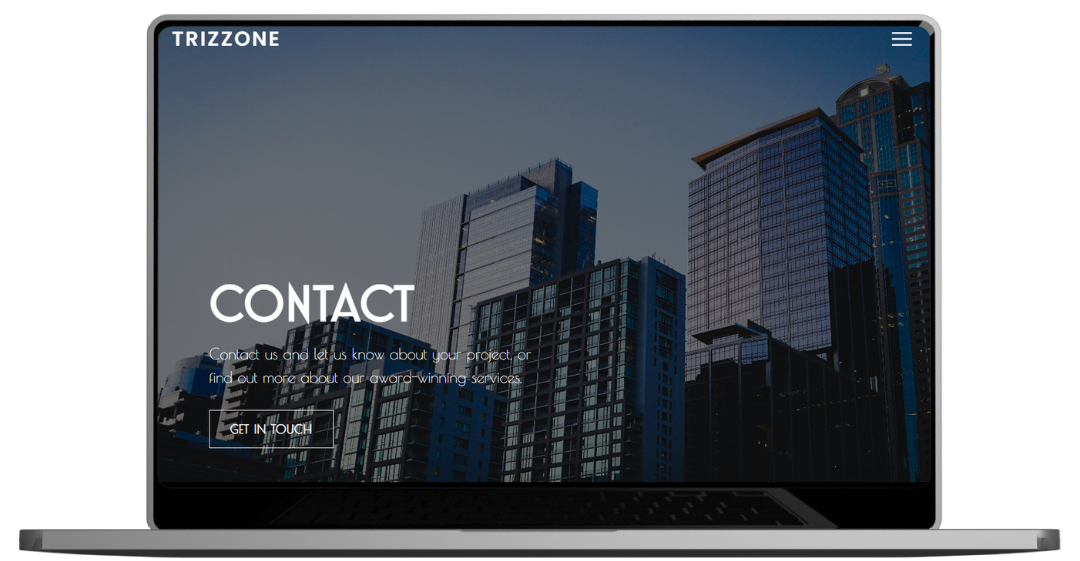 TRIZZONE
CONTACT
Contact us and let us know about your project, or
find out more about our award-winning services.
GET IN TOUCH